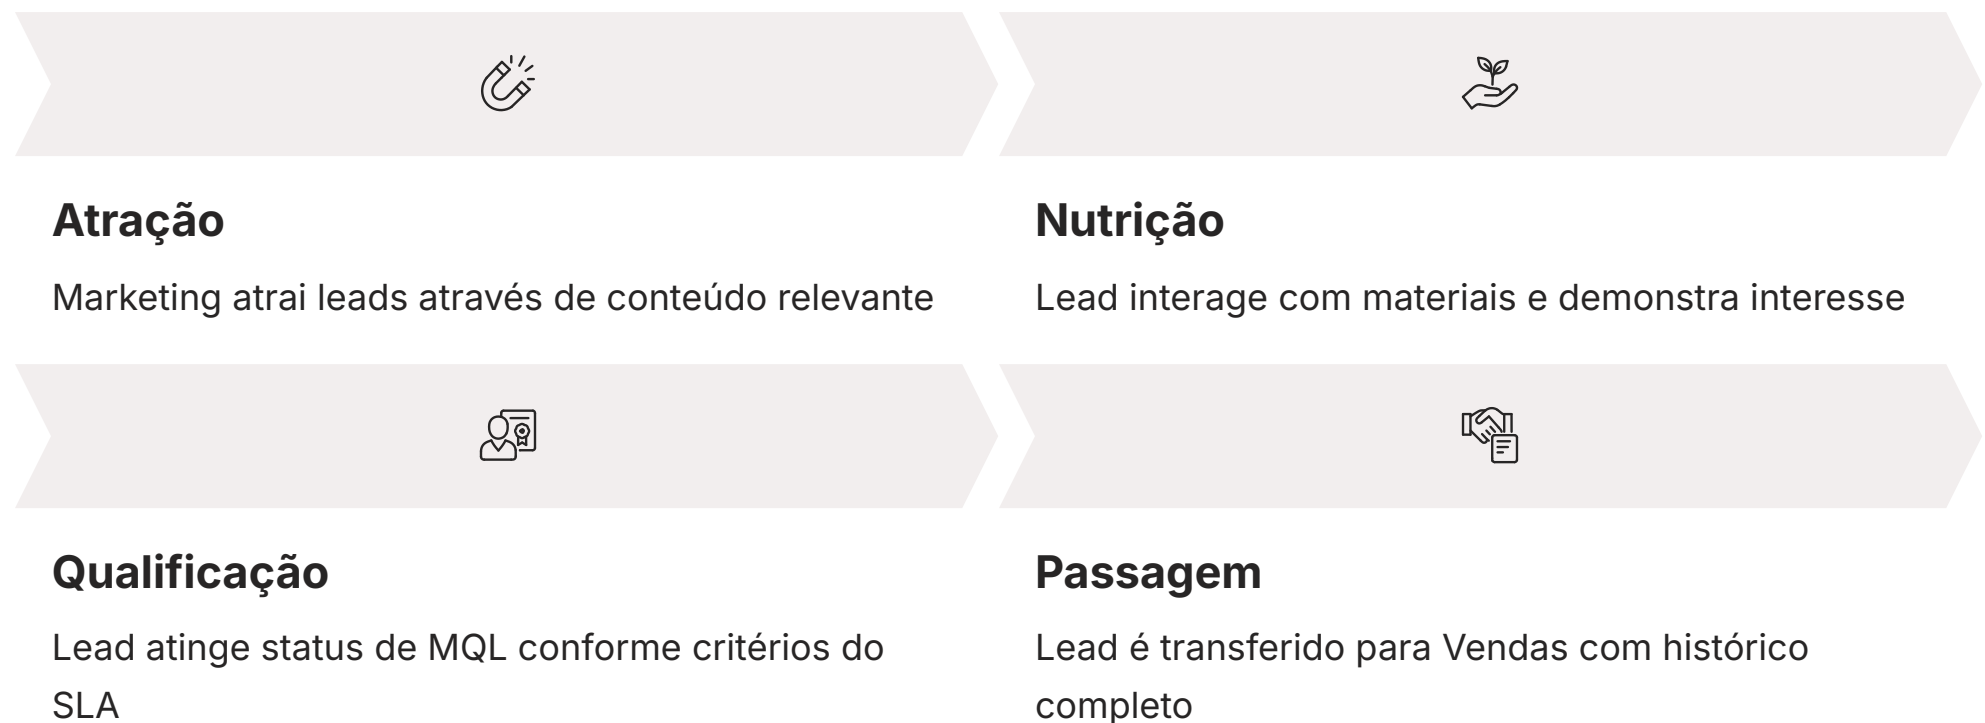 Atração
Marketing atrai leads através de conteúdo relevante
Nutrição
Lead interage com materiais e demonstra interesse
Qualificação
Lead atinge status de MQL conforme critérios do
SLA
Passagem
Lead é transferido para Vendas com histórico
completo